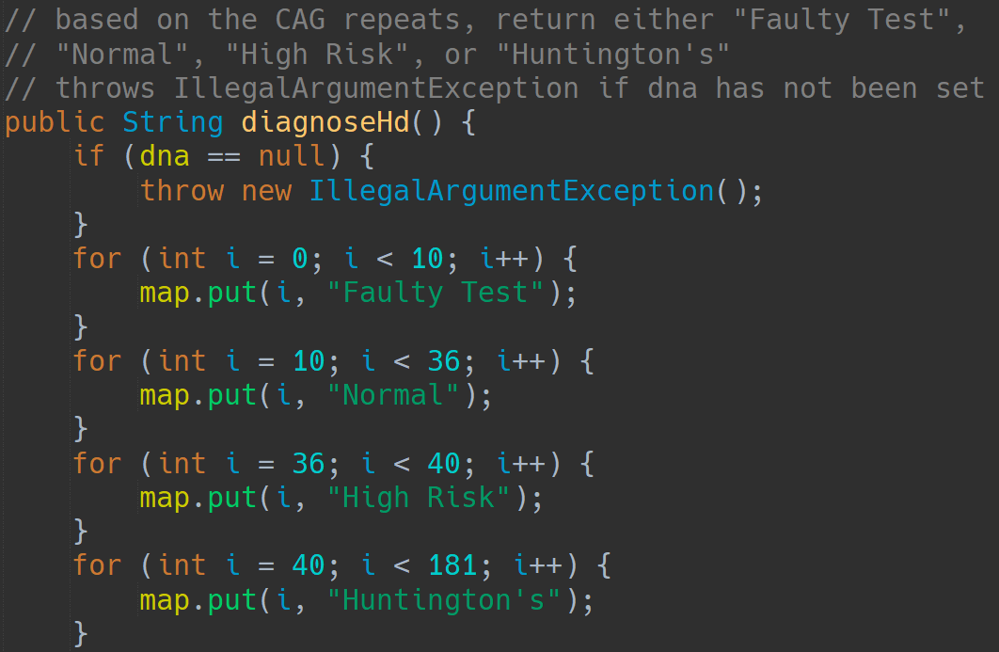 // based on the CAG repeats, return either "Faulty Test",
// "Normal", "High Risk", or "Huntington's"
// throws IllegalArgumentException if dna has not been set
public String diagnoseHd() {
    if (dna == null) {
        throw new IllegalArgumentException();
    }
    for (int i = 0; i < 10; i++) {
        map.put(i, "Faulty Test");
    }
    for (int i = 10; i < 36; i++) {
        map.put(i, "Normal");
    }
    for (int i = 36; i < 40; i++) {
        map.put(i, "High Risk");
    }
    for (int i = 40; i < 181; i++) {
        map.put(i, "Huntington's");
    }